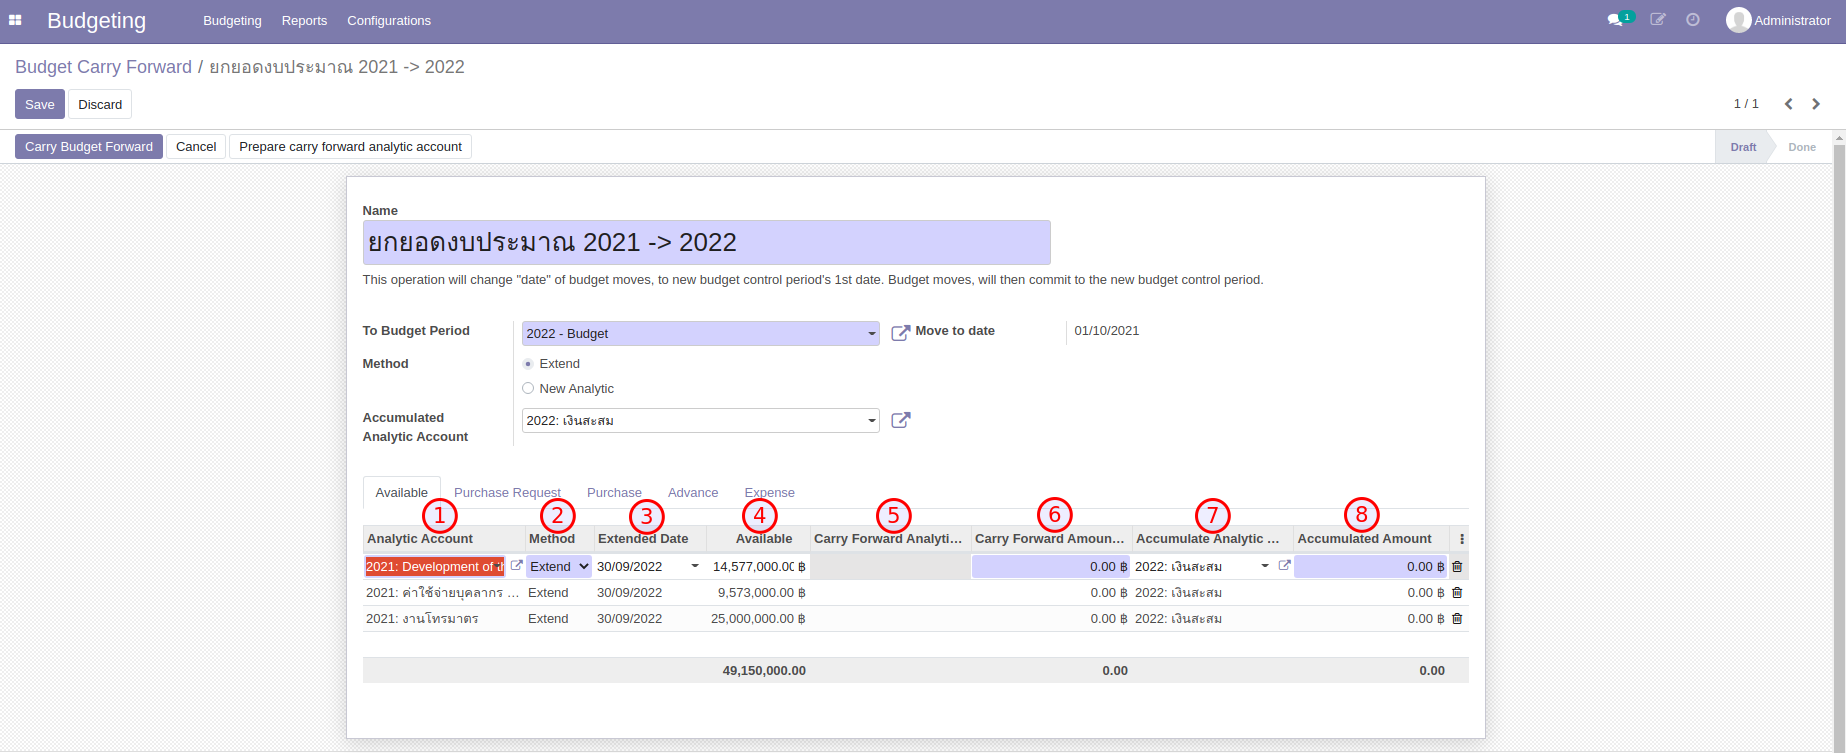 Budgeting Budgeting Reports Configurations 1 Administrator
Budget Carry Forward / ยกยอดงบประมาณ 2021 -> 2022
Save Discard 1 / 1
Carry Budget Forward Cancel Prepare carry forward analytic account Draft Done
Name
ยกยอดงบประมาณ 2021 -> 2022
This operation will change "date" of budget moves, to new budget control period's 1st date. Budget moves, will then commit to the new budget control period.
To Budget Period 2022 - Budget Move to date 01/10/2021
Method Extend
New Analytic
Accumulated
Analytic Account 2022: เงินสะสม
Available Purchase Request Purchase Advance Expense
1 2 3 4 5 6 7 8
Analytic Account Method Extended Date Available Carry Forward Analyti... Carry Forward Amoun... Accumulate Analytic ... Accumulated Amount
2021: Development of Extend 30/09/2022 14,577,000.00 ฿ 0.00 ฿ 2022: เงินสะสม 0.00 ฿
2021: ค่าใช้จ่ายบุคลากร ... Extend 30/09/2022 9,573,000.00 ฿ 0.00 ฿ 2022: เงินสะสม 0.00 ฿
2021: งานโทรมาตร Extend 30/09/2022 25,000,000.00 ฿ 0.00 ฿ 2022: เงินสะสม 0.00 ฿
49,150,000.00 0.00 0.00